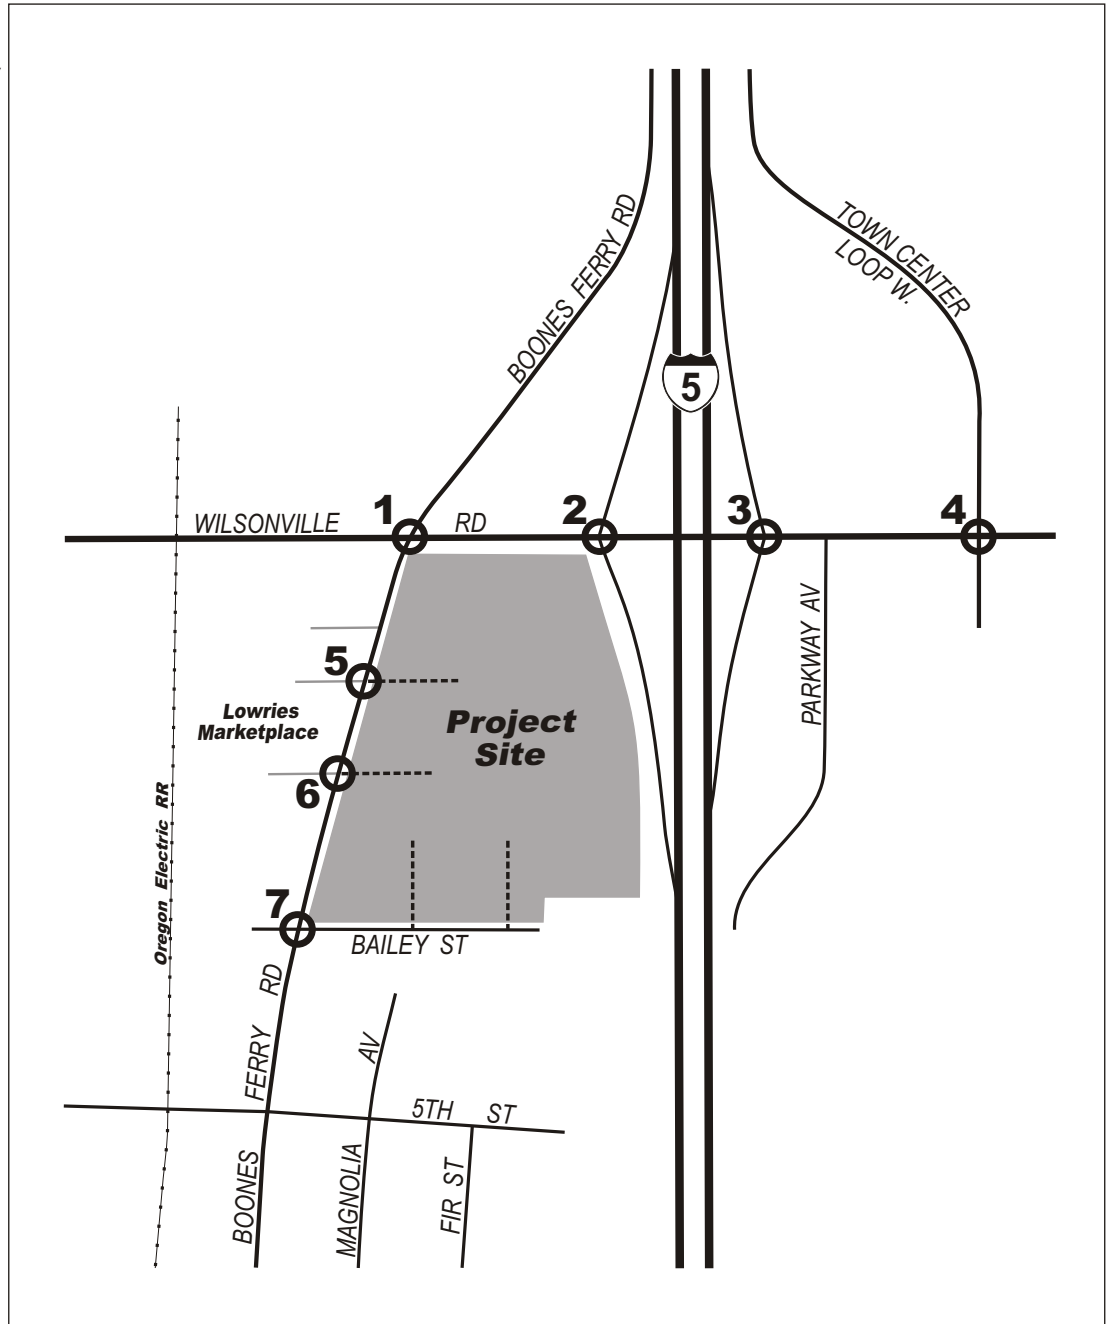 BOONES FERRY RD
TOWN CENTER
LOOP W.
5
1
2
3
4
WILSONVILLE RD
PARKWAY AV
5
Lowries
Marketplace
Project
Site
6
Oregon Electric RR
7
BAILEY ST
BOONES FERRY RD
MAGNOLIA AV
5TH ST
FIR ST